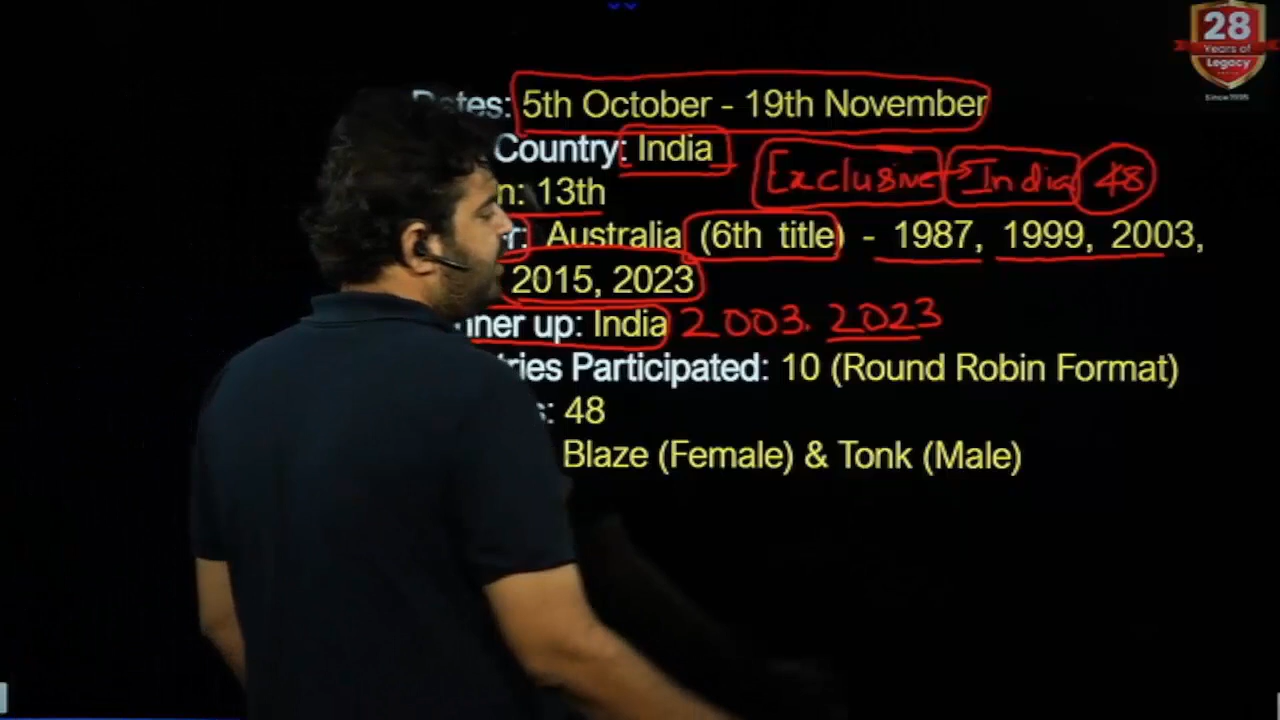 28
Years of
Legacy
Since 1995
Dates: 5th October - 19th November
Country: India
Exclusive → India 48
n: 13th
r: Australia (6th title) - 1987, 1999, 2003,
2015, 2023
nner up: India 2003. 2023
ries Participated: 10 (Round Robin Format)
s: 48
Blaze (Female) & Tonk (Male)